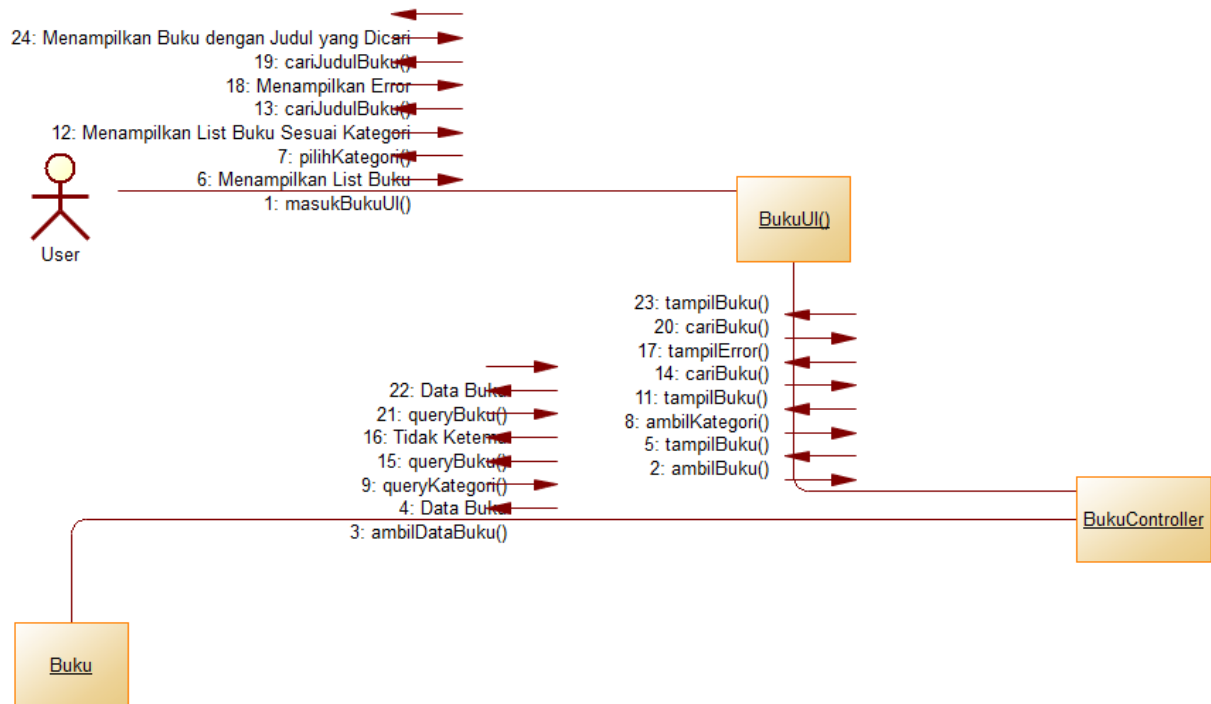 24: Menampilkan Buku dengan Judul yang Dicari
19: cariJudulBuku()
18: Menampilkan Error
13: cariJudulBuku()
12: Menampilkan List Buku Sesuai Kategori
7: pilihKategori()
6: Menampilkan List Buku
1: masukBukuUI()
User
BukuUI()
23: tampilBuku()
20: cariBuku()
17: tampilError()
14: cariBuku()
11: tampilBuku()
8: ambilKategori()
5: tampilBuku()
2: ambilBuku()
22: Data Buku
21: queryBuku()
16: Tidak Ketemu
15: queryBuku()
9: queryKategori()
4: Data Buku
3: ambilDataBuku()
BukuController
Buku